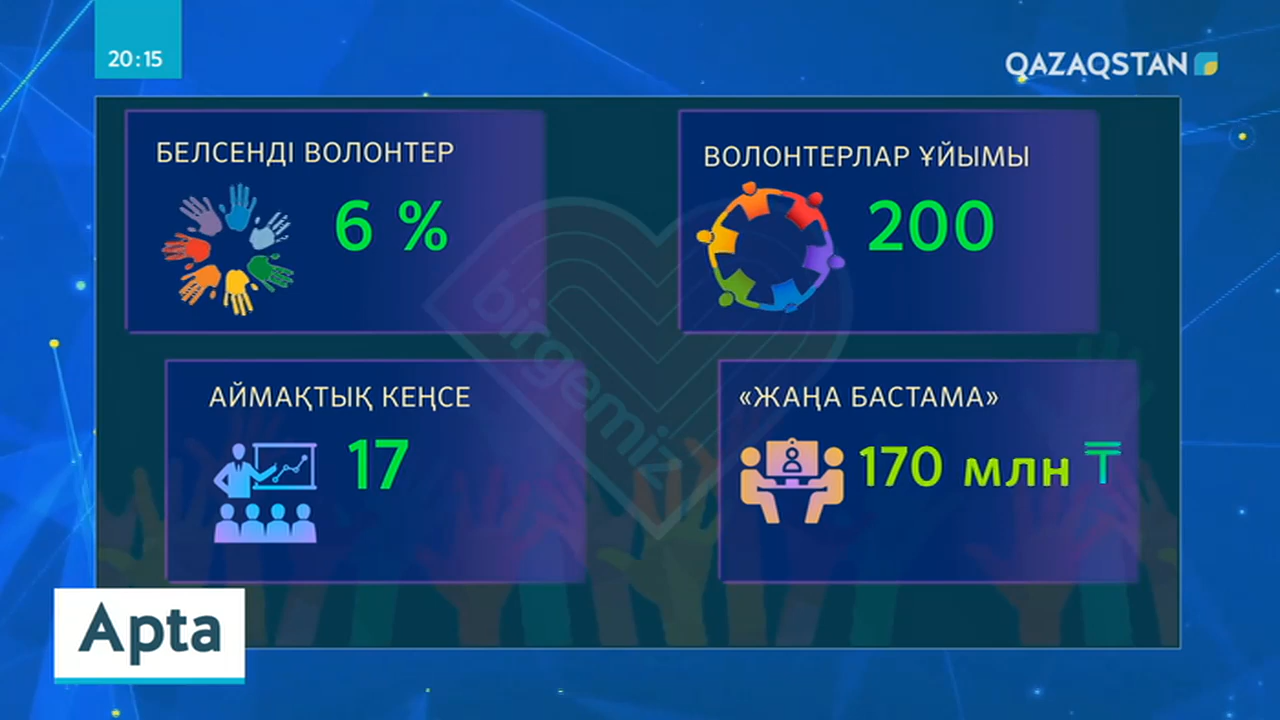 20:15
QAZAQSTAN
БЕЛСЕНДІ ВОЛОНТЕР
6 %
ВОЛОНТЕРЛАР ҰЙЫМЫ
200
birgemiz
АЙМАҚТЫҚ КЕҢСЕ
17
«ЖАҢА БАСТАМА»
170 млн ₸
Apta